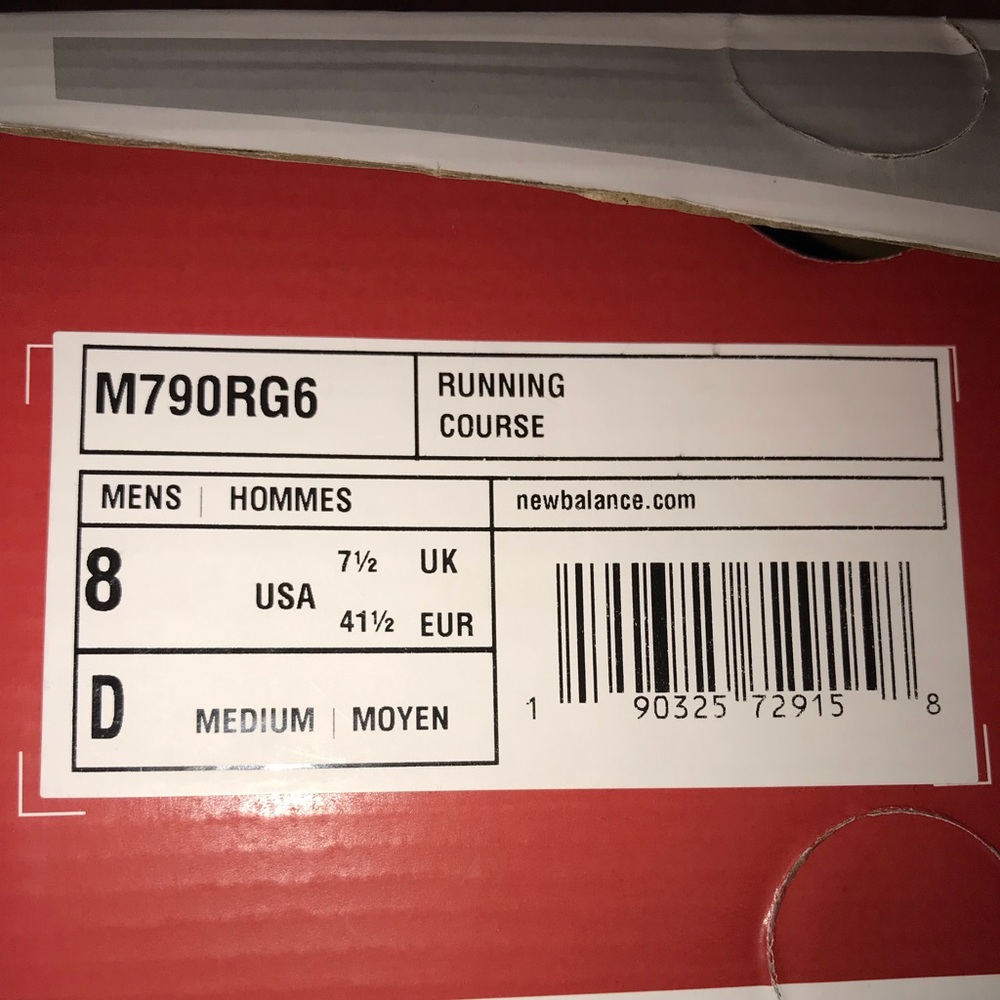 M790RG6
RUNNING
COURSE
MENS | HOMMES
newbalance.com
8 USA
7½ UK
41½ EUR
D MEDIUM | MOYEN
1 90325 72915 8